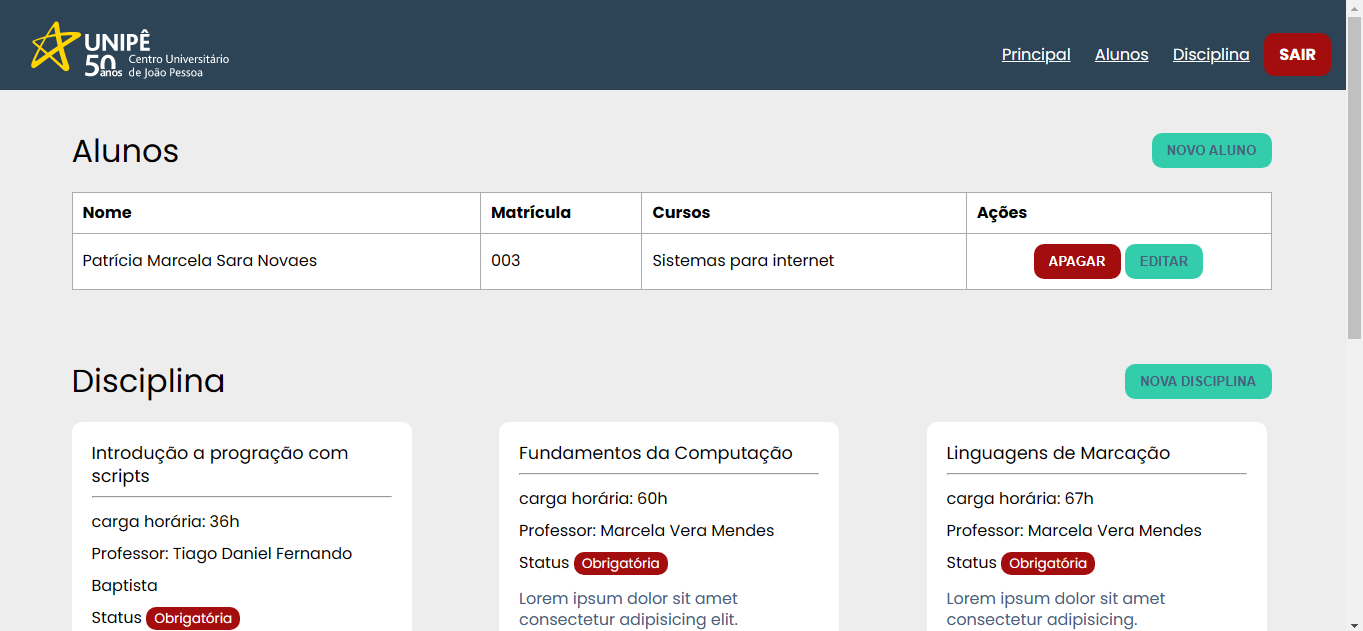 UNIPÊ
50 anos Centro Universitário
de João Pessoa
Principal Alunos Disciplina SAIR
Alunos NOVO ALUNO
Nome Matrícula Cursos Ações
Patrícia Marcela Sara Novaes 003 Sistemas para internet APAGAR EDITAR
Disciplina NOVA DISCIPLINA
Introdução a progração com
scripts
carga horária: 36h
Professor: Tiago Daniel Fernando
Baptista
Status Obrigatória
Fundamentos da Computação
carga horária: 60h
Professor: Marcela Vera Mendes
Status Obrigatória
Lorem ipsum dolor sit amet
consectetur adipisicing elit.
Linguagens de Marcação
carga horária: 67h
Professor: Marcela Vera Mendes
Status Obrigatória
Lorem ipsum dolor sit amet
consectetur adipisicing.